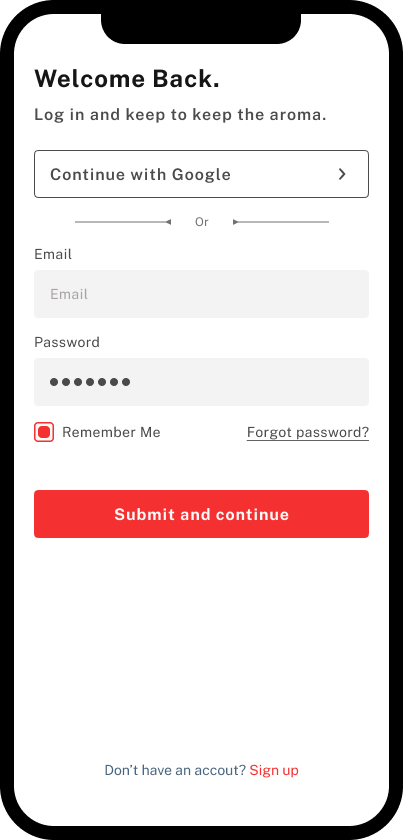 Welcome Back.
Log in and keep to keep the aroma.
Continue with Google
Or
Email
Email
Password
Remember Me
Forgot password?
Submit and continue
Don't have an accout? Sign up